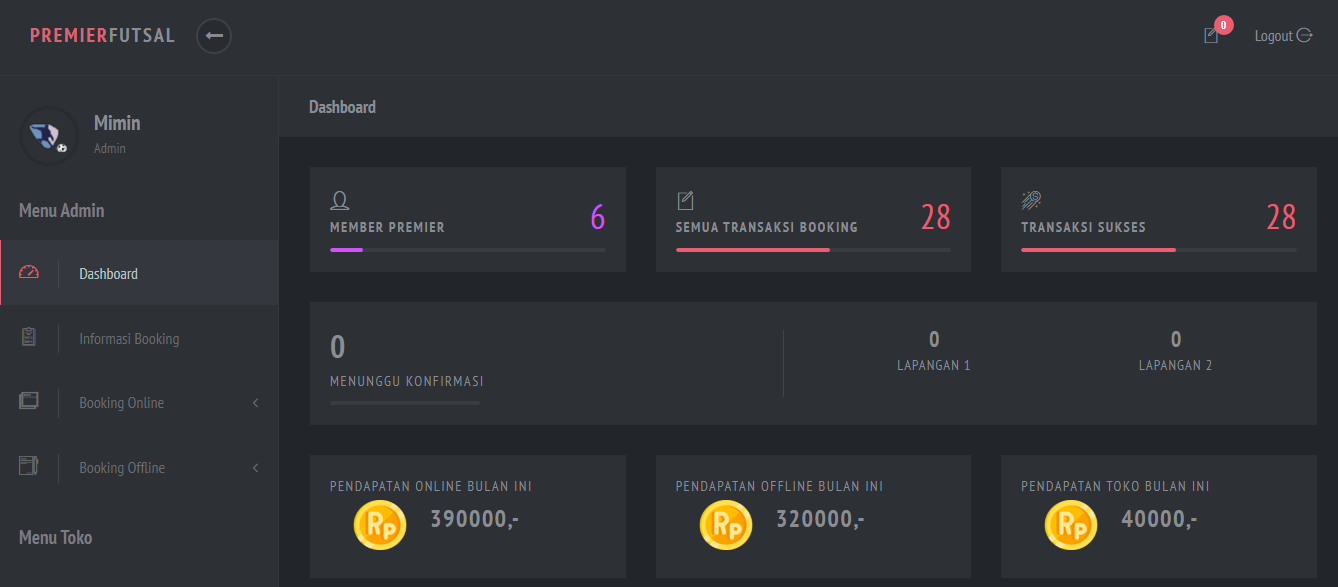 PREMIERFUTSAL
0
Logout
Mimin
Admin
Menu Admin
Dashboard
Informasi Booking
Booking Online
Booking Offline
Menu Toko
Dashboard
MEMBER PREMIER
6
SEMUA TRANSAKSI BOOKING
28
TRANSAKSI SUKSES
28
0
MENUNGGU KONFIRMASI
0
LAPANGAN 1
0
LAPANGAN 2
PENDAPATAN ONLINE BULAN INI
Rp 390000,-
PENDAPATAN OFFLINE BULAN INI
Rp 320000,-
PENDAPATAN TOKO BULAN INI
Rp 40000,-